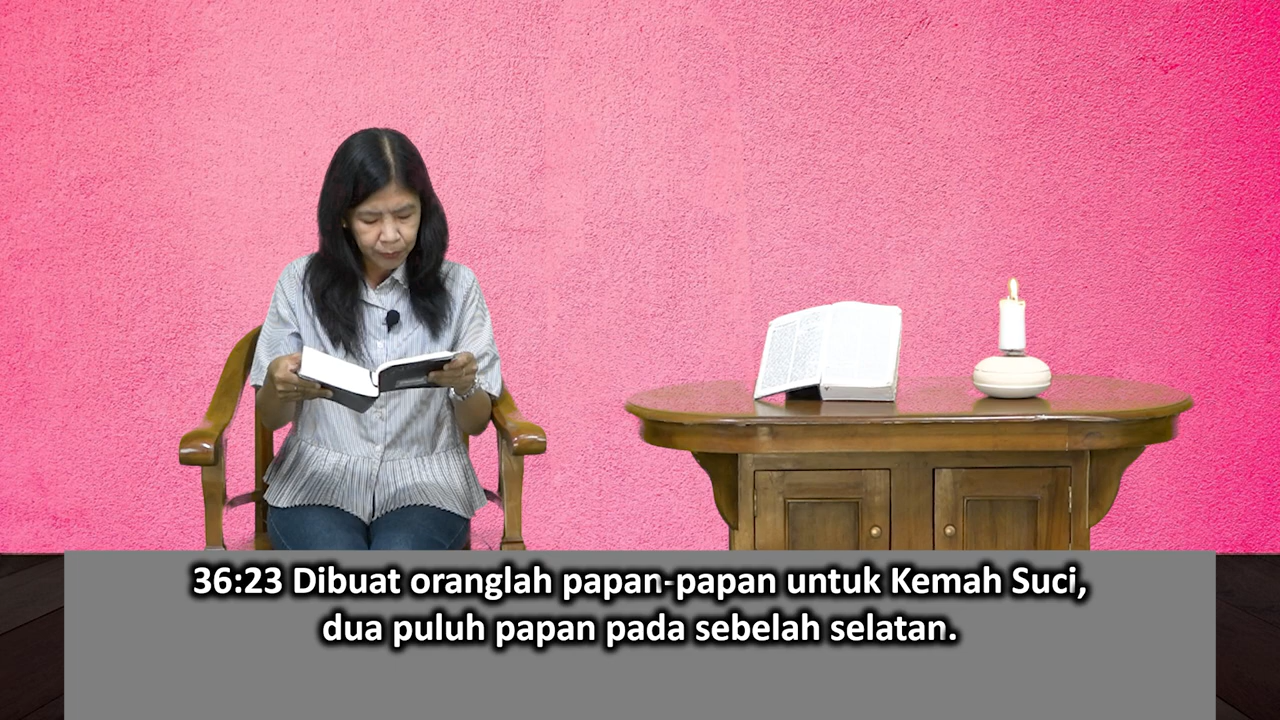 36:23 Dibuat oranglah papan-papan untuk Kemah Suci,
dua puluh papan pada sebelah selatan.